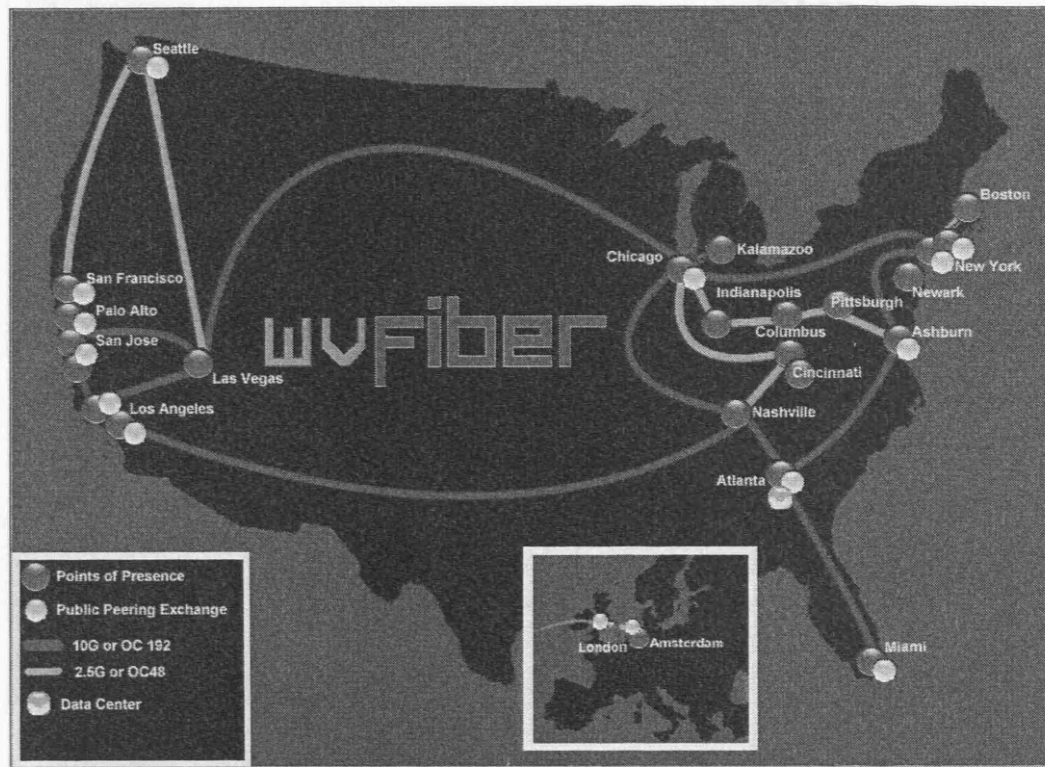 Seattle
Boston
Kalamazoo
Chicago
New York
San Francisco
Newark
Indianapolis
Pittsburgh
Palo Alto
Columbus
Ashburn
San Jose
wvfiber
Las Vegas
Cincinnati
Los Angeles
Nashville
Atlanta
Points of Presence
Public Peering Exchange
10G or OC 192
2.5G or OC48
Data Center
London
Amsterdam
Miami